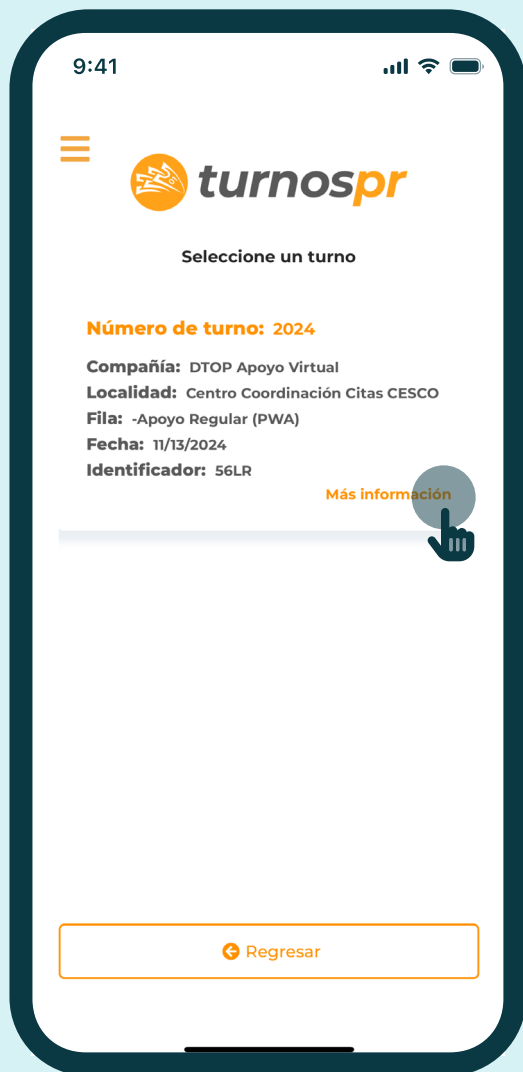 9:41
turnospr
Seleccione un turno
Número de turno: 2024
Compañía: DTOP Apoyo Virtual
Localidad: Centro Coordinación Citas CESCO
Fila: -Apoyo Regular (PWA)
Fecha: 11/13/2024
Identificador: 56LR
Más información
Regresar